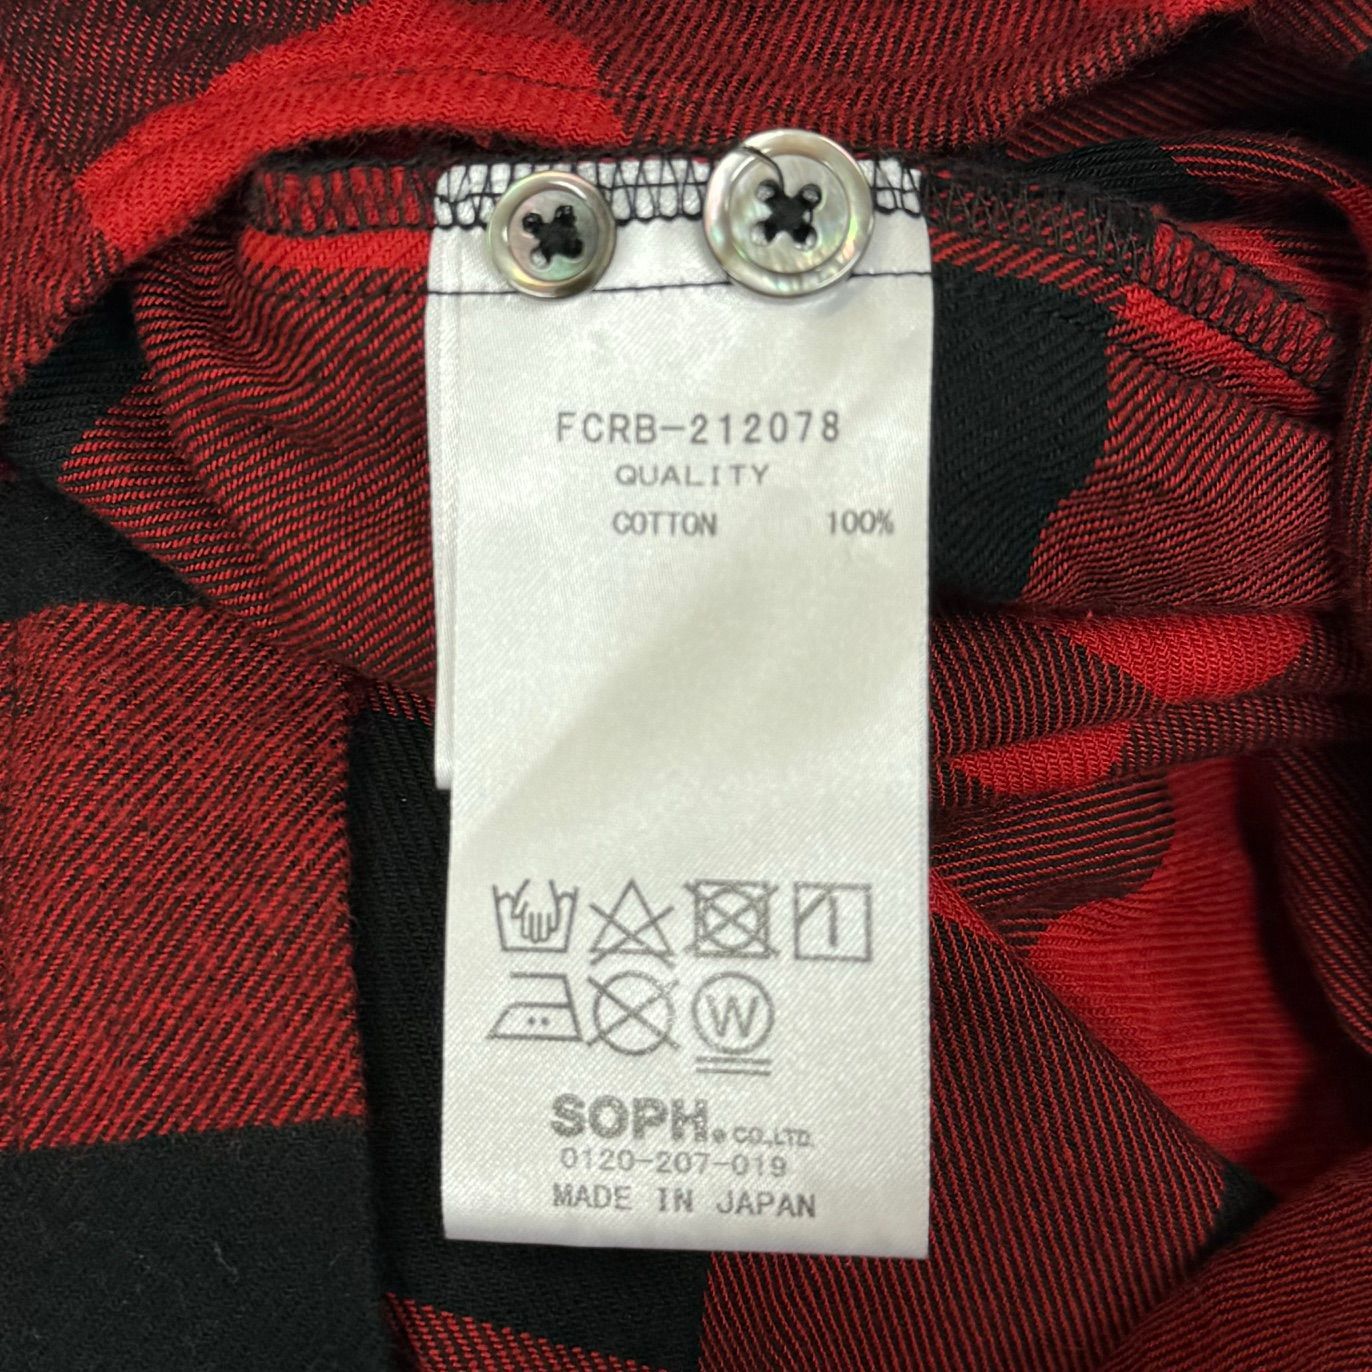 FCRB-212078
QUALITY
COTTON 100%
W
SOPH. CO.,LTD.
0120-207-019
MADE IN JAPAN